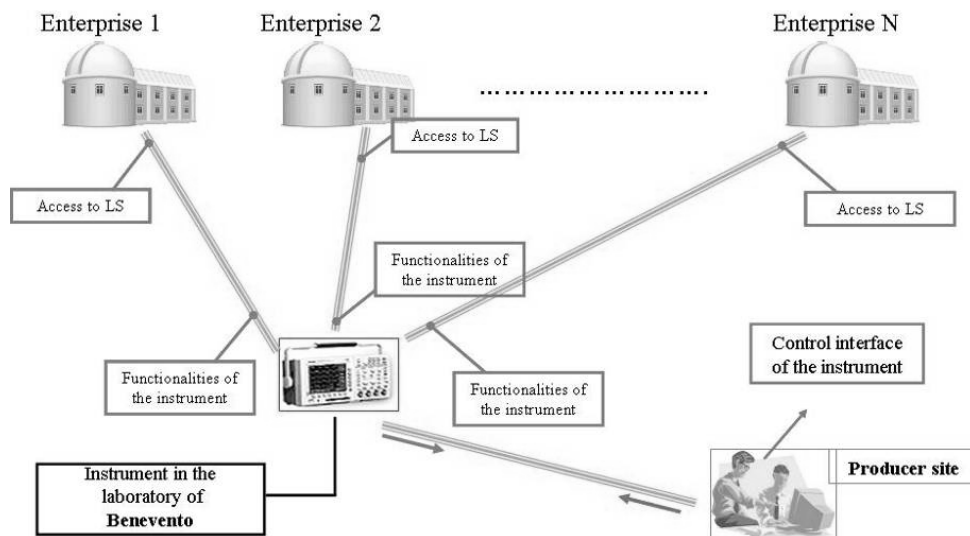 Enterprise 1
Enterprise 2
Enterprise N
………………………
Access to LS
Access to LS
Access to LS
Functionalities of
the instrument
Functionalities of
the instrument
Functionalities of
the instrument
Control interface
of the instrument
Instrument in the
laboratory of
Benevento
Producer site